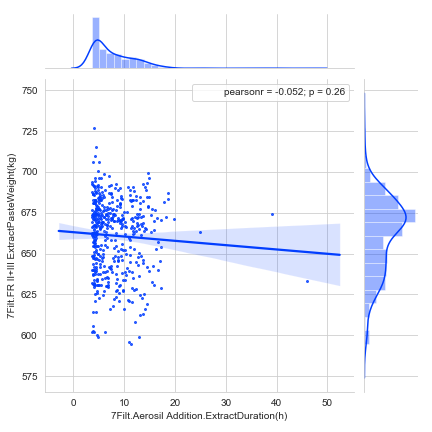 pearsonr = -0.052; p = 0.26
750
725
700
675
650
625
600
575
7Filt.FR II+III ExtractPasteWeight(kg)
0 10 20 30 40 50
7Filt.Aerosil Addition.ExtractDuration(h)